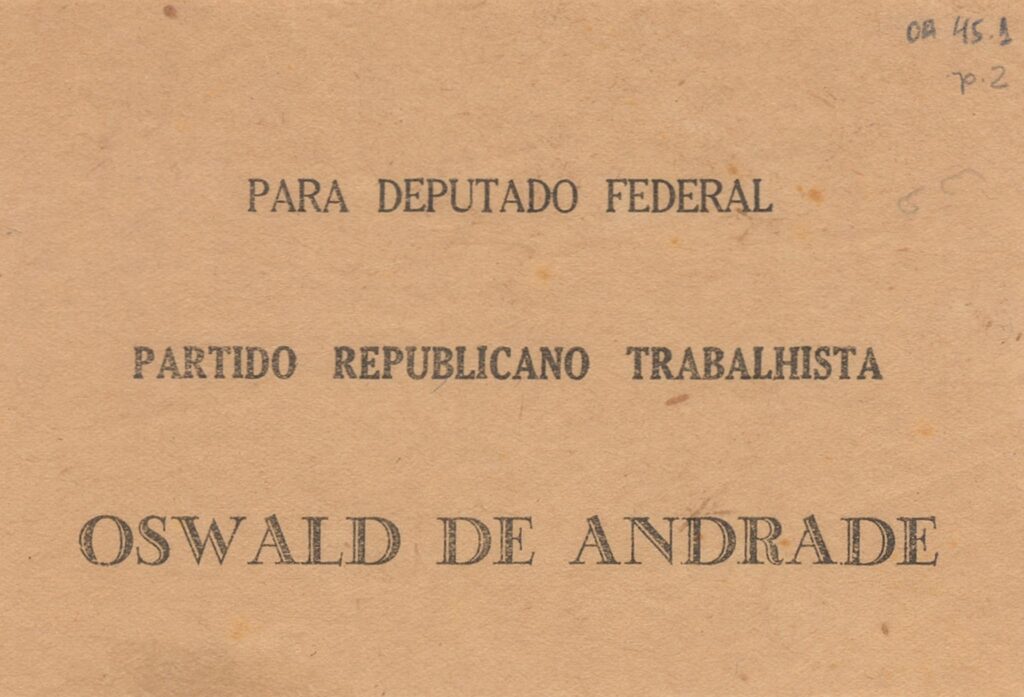 OA 45.1
p.2
PARA DEPUTADO FEDERAL
PARTIDO REPUBLICANO TRABALHISTA
OSWALD DE ANDRADE